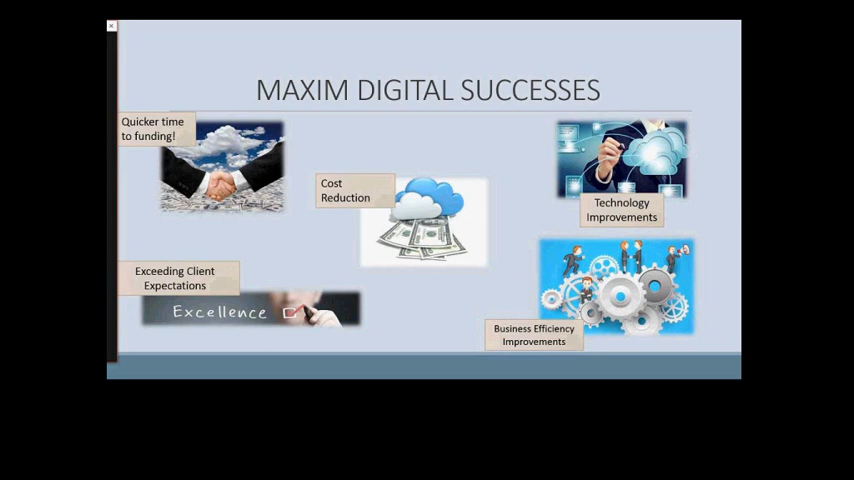 MAXIM DIGITAL SUCCESSES
Quicker time
to funding!
Cost
Reduction
Technology
Improvements
Exceeding Client
Expectations
Excellence
Business Efficiency
Improvements